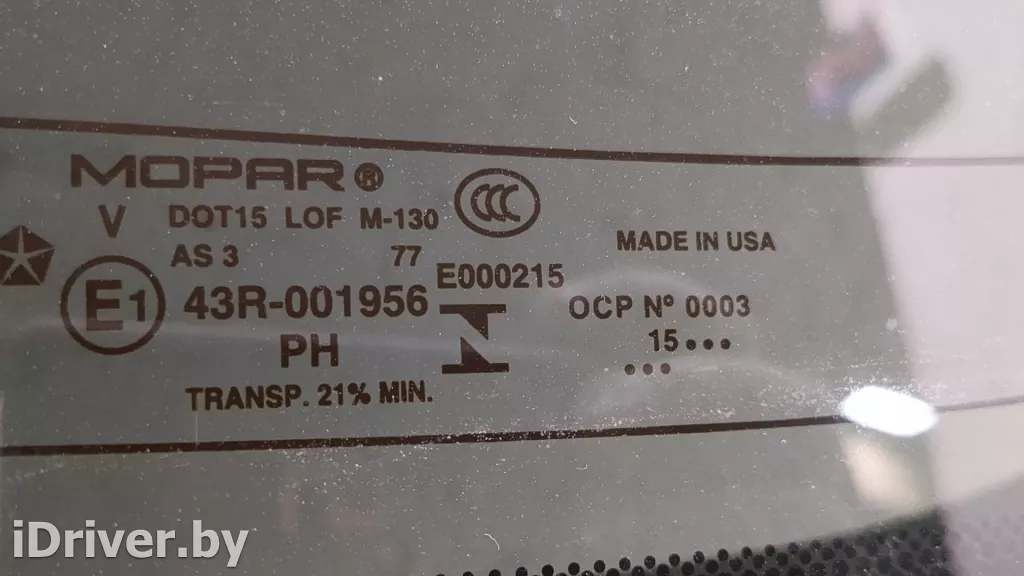 MOPAR®
V DOT15 LOF M-130
CCC
AS 3 77
MADE IN USA
E1 43R-001956
E000215
OCP Nº 0003
PH
15•••
•••
TRANSP. 21% MIN.
iDriver.by